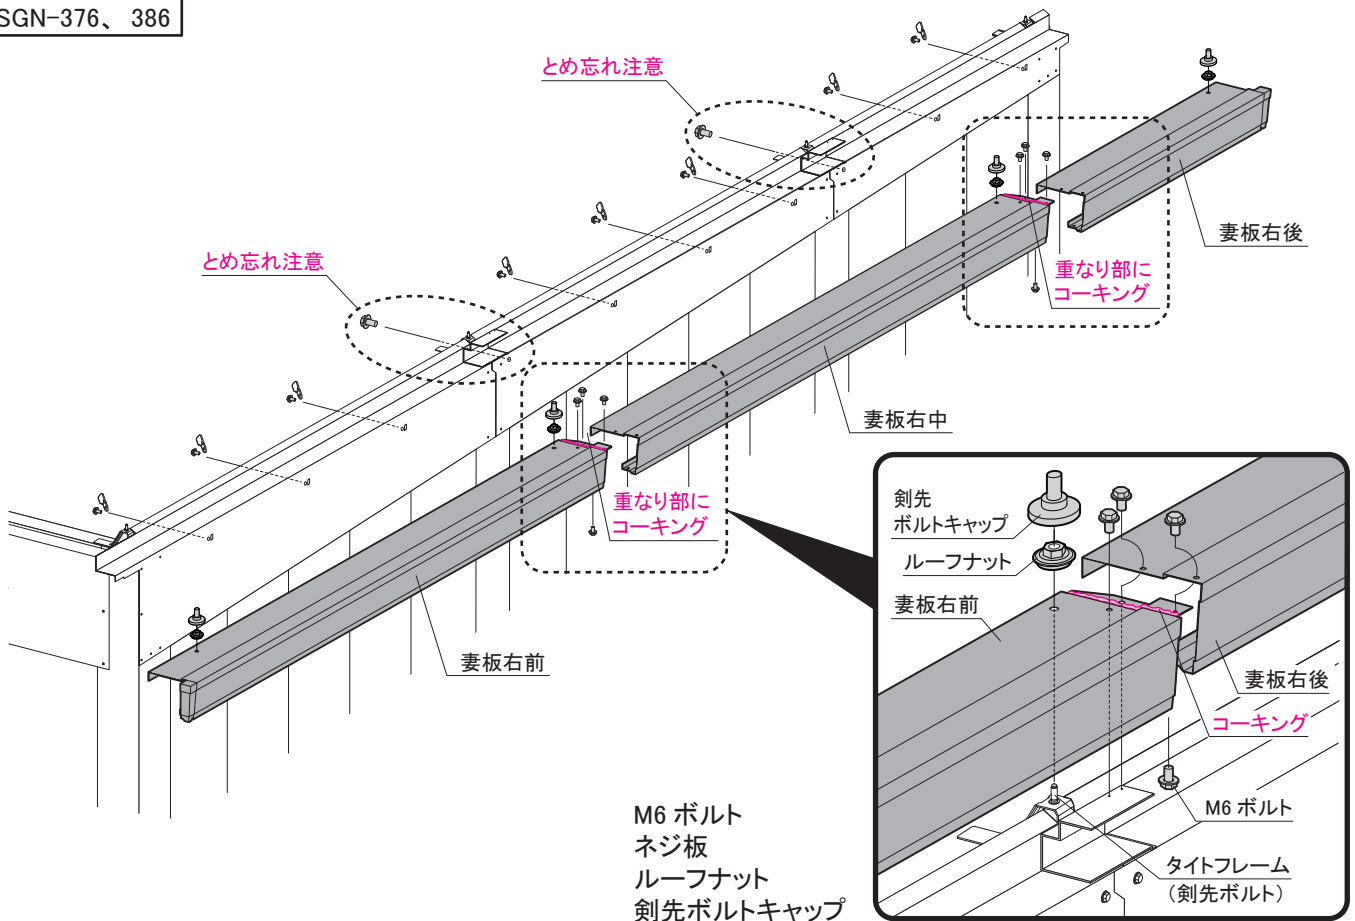 SGN-376、 386
とめ忘れ注意
とめ忘れ注意
妻板右後
重なり部に
コーキング
妻板右中
重なり部に
コーキング
妻板右前
剣先
ボルトキャップ
ルーフナット
妻板右前
妻板右後
コーキング
M6 ボルト
タイトフレーム
(剣先ボルト)
M6 ボルト
ネジ板
ルーフナット
剣先ボルトキャップ